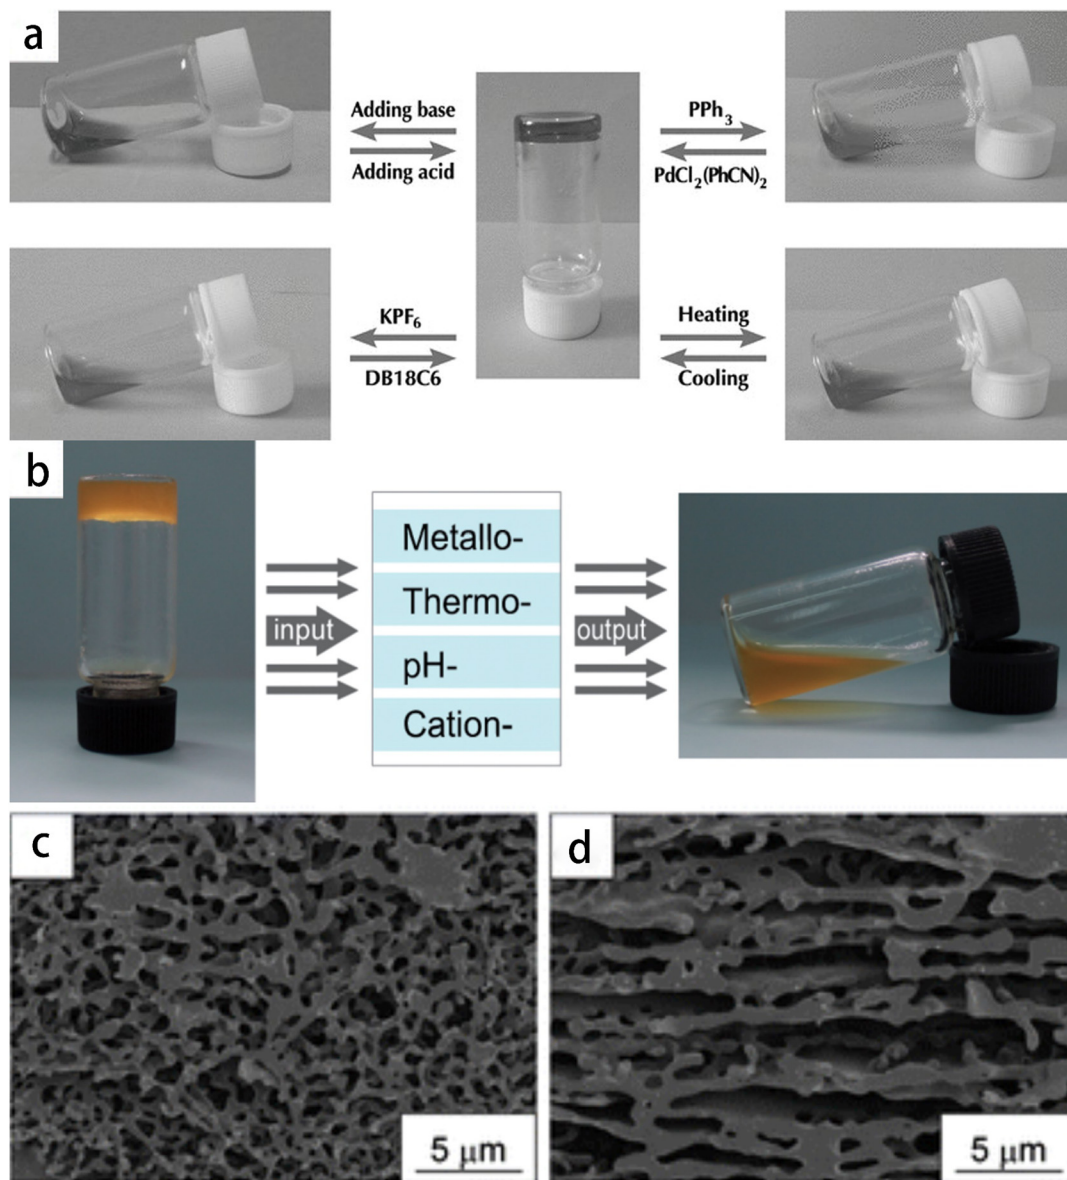 a
Adding base
Adding acid
PPh3
PdCl2(PhCN)2
KPF6
DB18C6
Heating
Cooling
b
input
Metallo-
Thermo-
pH-
Cation-
output
c
5 μm
d
5 μm